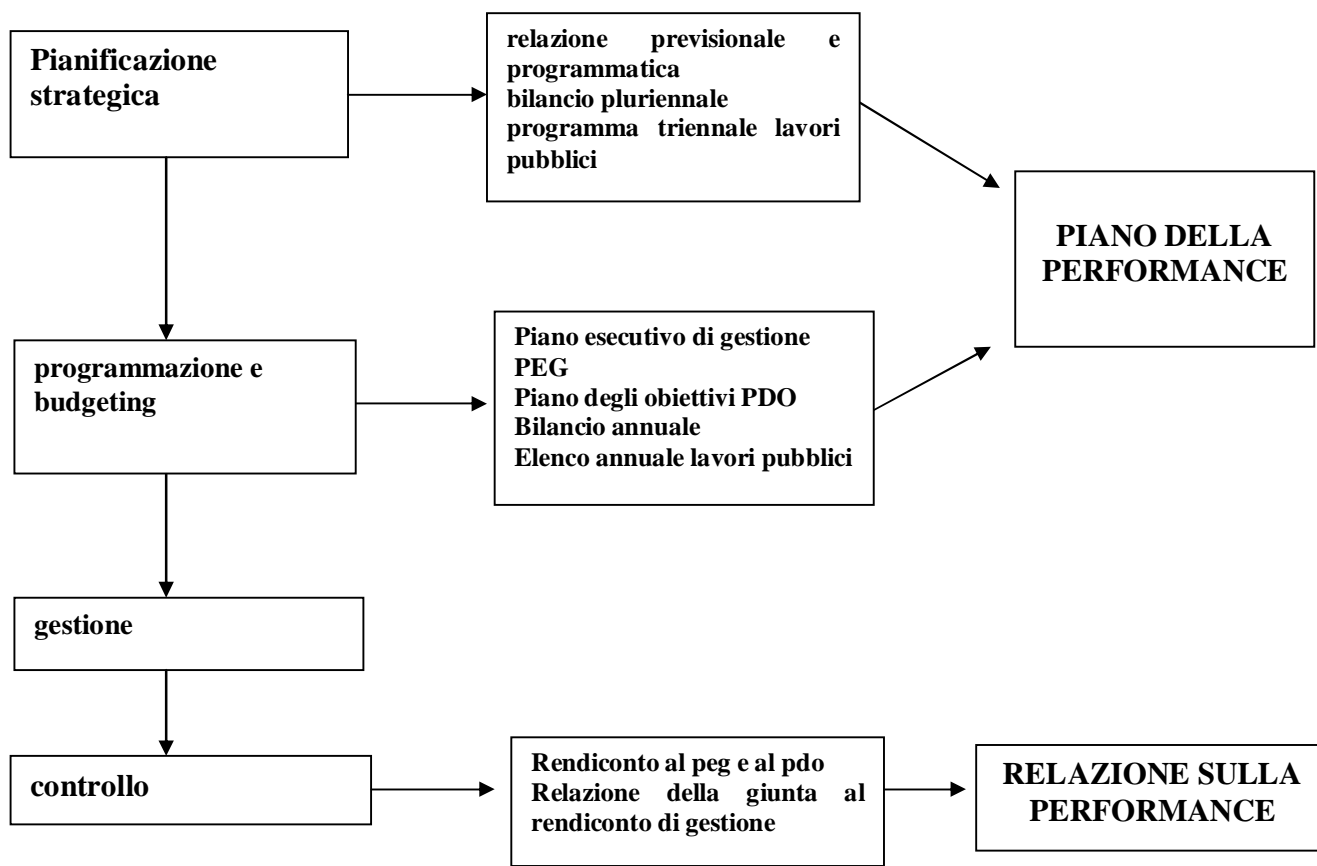 Pianificazione
strategica
relazione previsionale e
programmatica
bilancio pluriennale
programma triennale lavori
pubblici
PIANO DELLA
PERFORMANCE
programmazione e
budgeting
Piano esecutivo di gestione
PEG
Piano degli obiettivi PDO
Bilancio annuale
Elenco annuale lavori pubblici
gestione
controllo
Rendiconto al peg e al pdo
Relazione della giunta al
rendiconto di gestione
RELAZIONE SULLA
PERFORMANCE